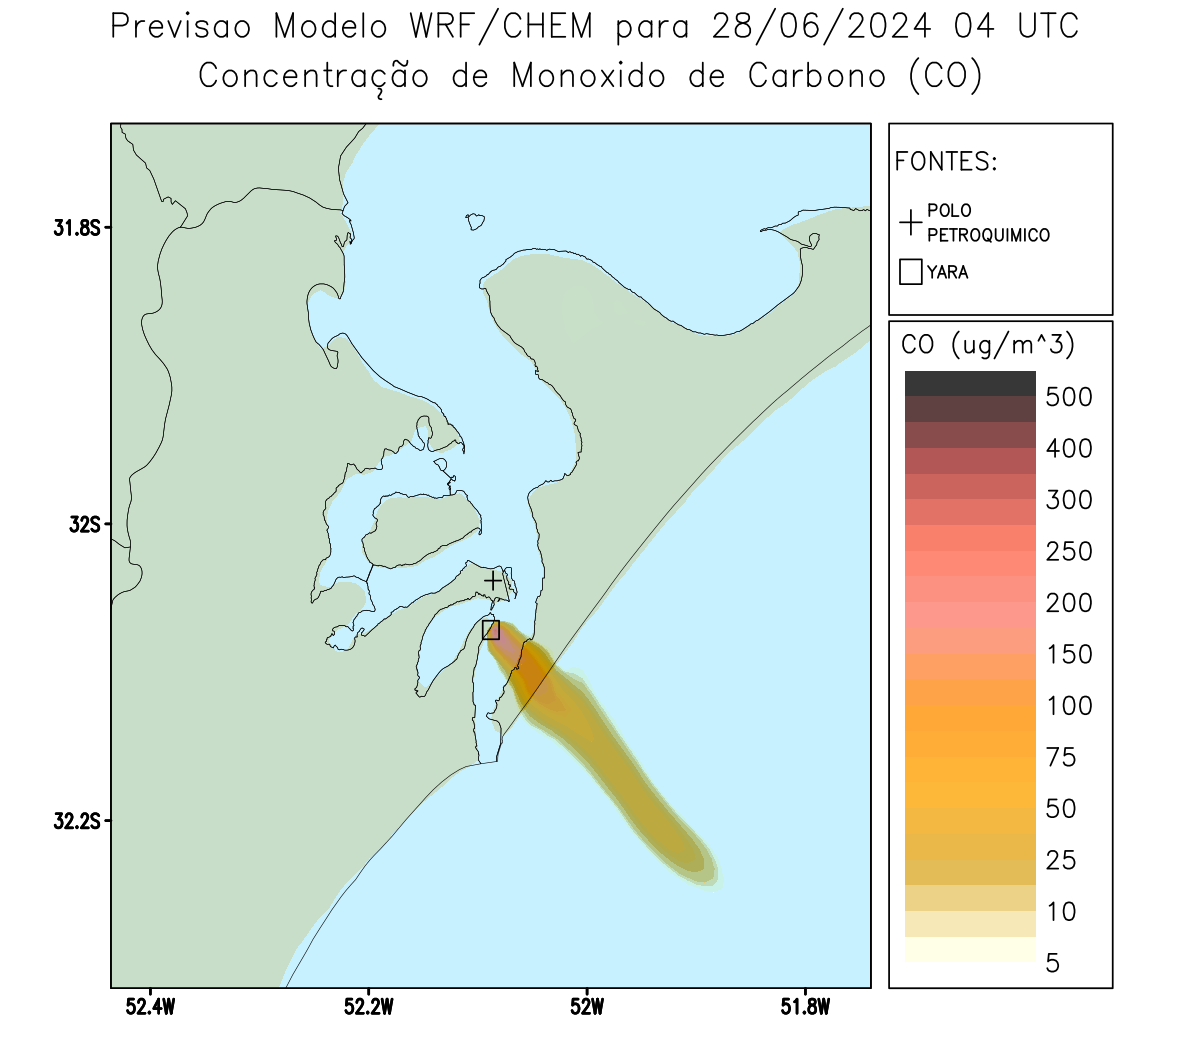 Previsao Modelo WRF/CHEM para 28/06/2024 04 UTC
Concentração de Monoxido de Carbono (CO)
FONTES:
POLO
PETROQUIMICO
YARA
CO (ug/m^3)
500
400
300
250
200
150
100
75
50
25
10
5
31.8S
32S
32.2S
52.4W
52.2W
52W
51.8W